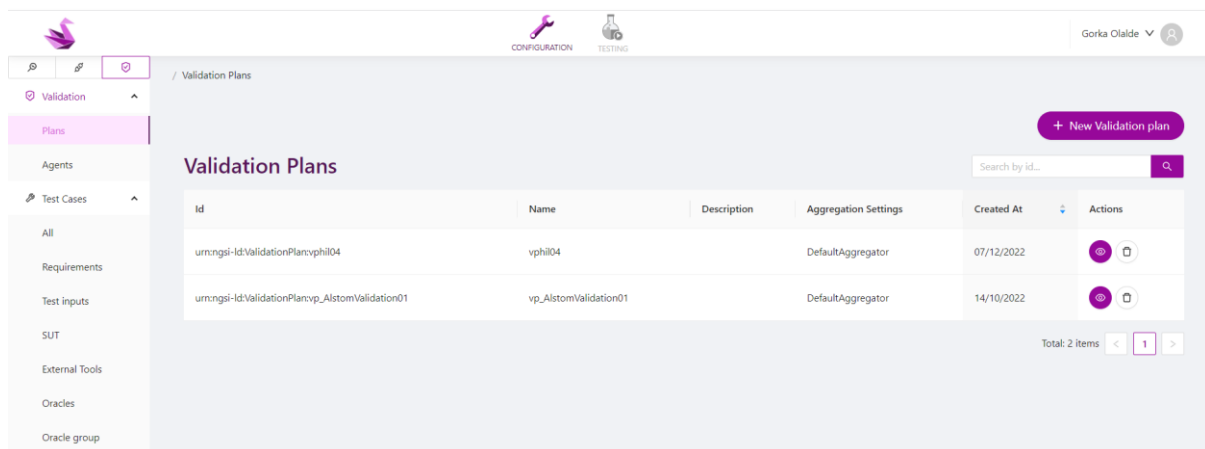 CONFIGURATION
TESTING
Gorka Olalde
/ Validation Plans
Validation
Plans
Agents
Test Cases
All
Requirements
Test inputs
SUT
External Tools
Oracles
Oracle group
+ New Validation plan
Validation Plans
Search by id...
Id Name Description Aggregation Settings Created At Actions
urn:ngsi-ld:ValidationPlan:vphil04 vphil04 DefaultAggregator 07/12/2022
urn:ngsi-ld:ValidationPlan:vp_AlstomValidation01 vp_AlstomValidation01 DefaultAggregator 14/10/2022
Total: 2 items < 1 >